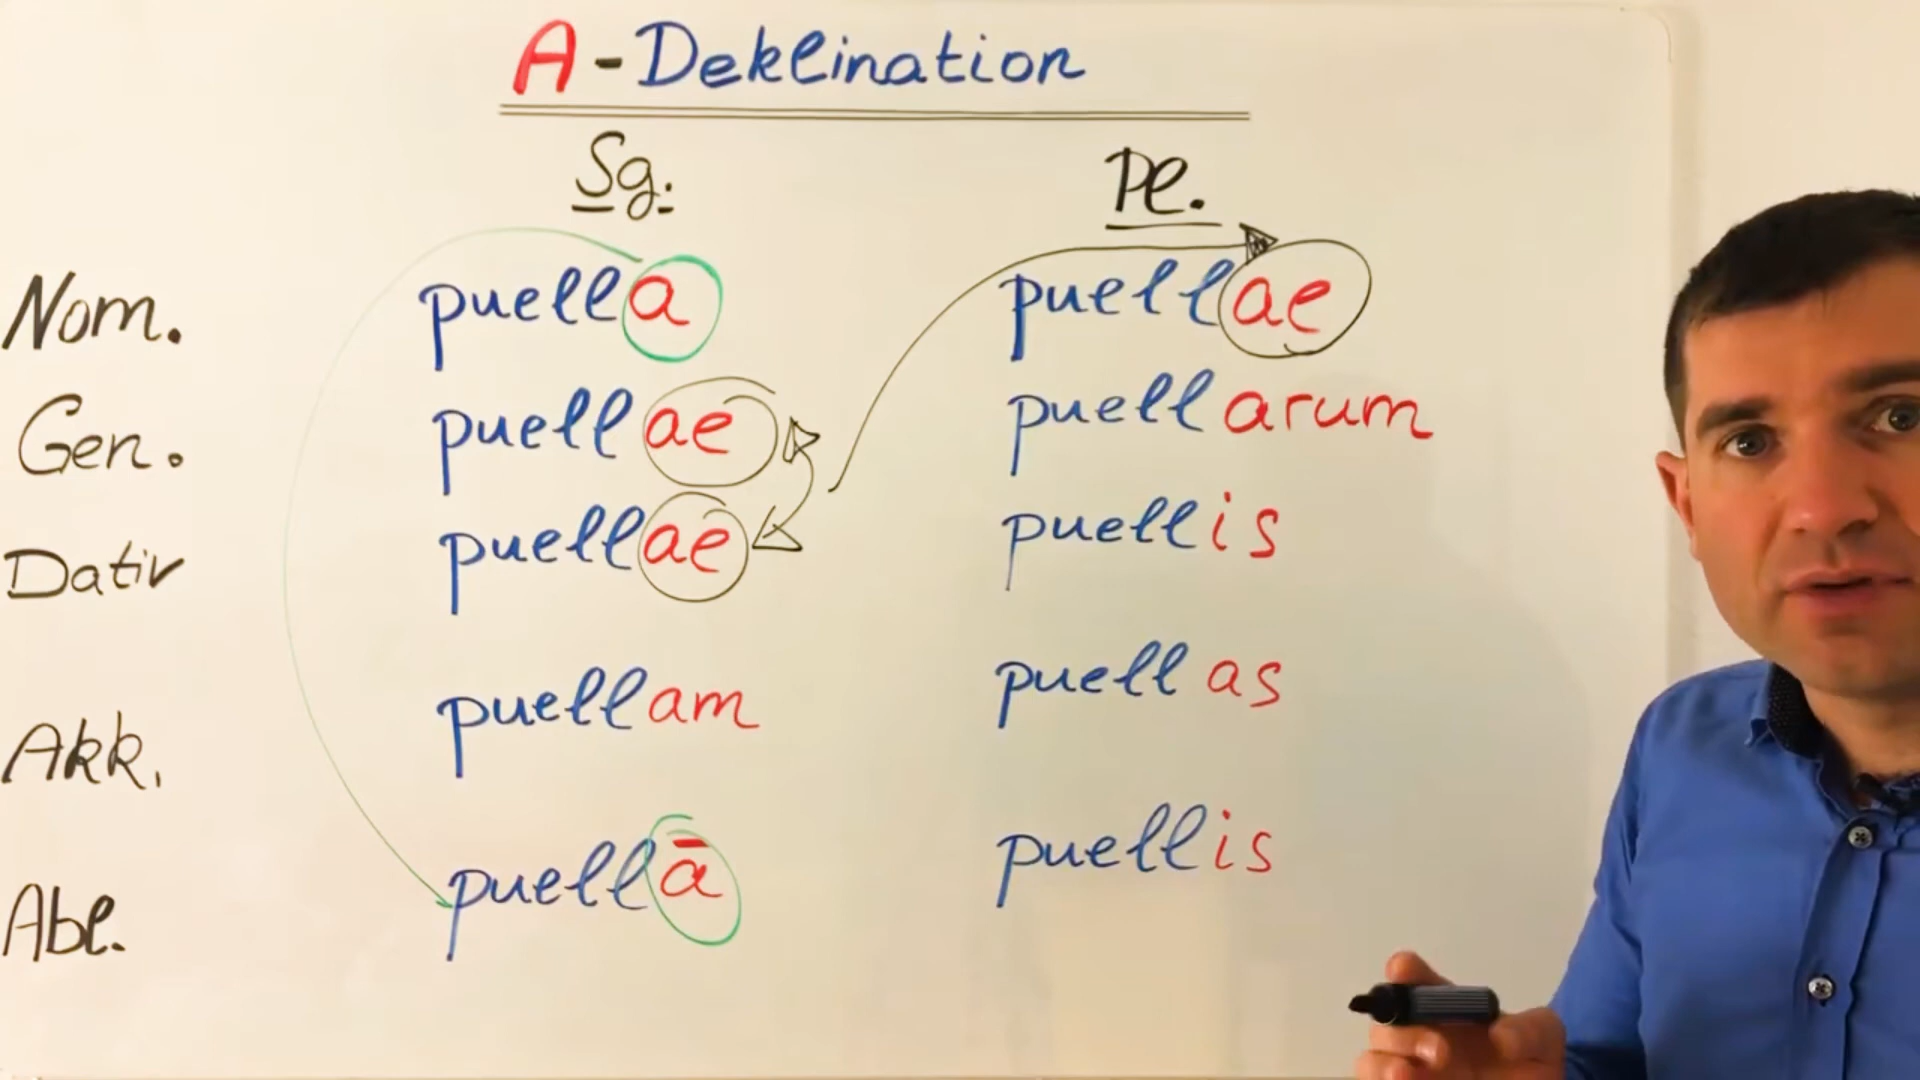 A-Deklination
Sg. Pl.
Nom. puella puellae
Gen. puellae puellarum
Dativ puellae puellis
Akk. puellam puellas
Abl. puellā puellis